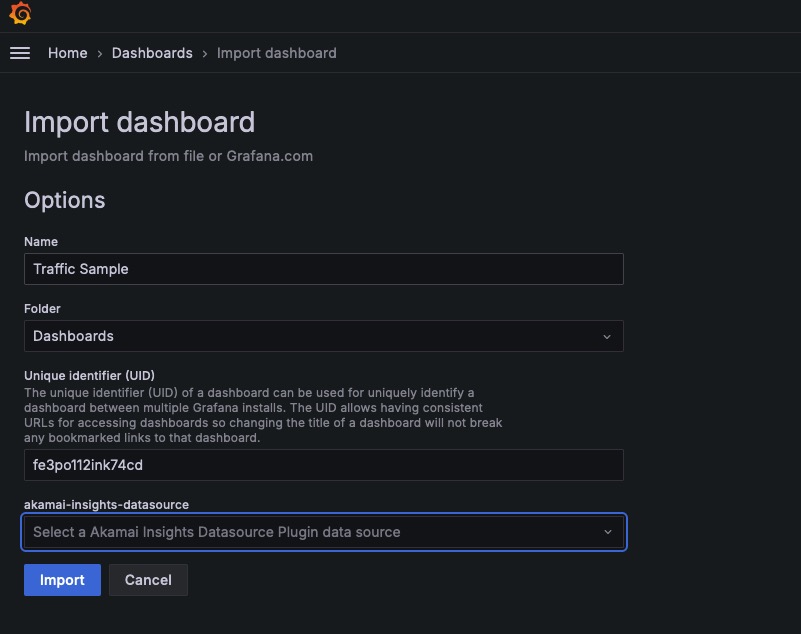 Home › Dashboards › Import dashboard
Import dashboard
Import dashboard from file or Grafana.com
Options
Name
Traffic Sample
Folder
Dashboards
Unique identifier (UID)
The unique identifier (UID) of a dashboard can be used for uniquely identify a
dashboard between multiple Grafana installs. The UID allows having consistent
URLs for accessing dashboards so changing the title of a dashboard will not break
any bookmarked links to that dashboard.
fe3po112ink74cd
akamai-insights-datasource
Select a Akamai Insights Datasource Plugin data source
Import Cancel